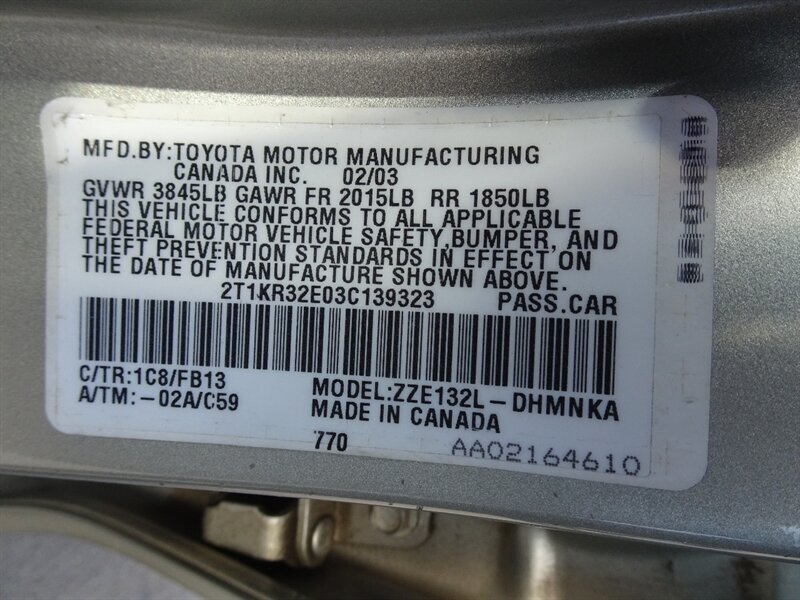 MFD.BY:TOYOTA MOTOR MANUFACTURING
CANADA INC. 02/03
GVWR 3845LB GAWR FR 2015LB RR 1850LB
THIS VEHICLE CONFORMS TO ALL APPLICABLE
FEDERAL MOTOR VEHICLE SAFETY,BUMPER, AND
THEFT PREVENTION STANDARDS IN EFFECT ON
THE DATE OF MANUFACTURE SHOWN ABOVE.
2T1KR32E03C139323 PASS.CAR
C/TR:1C8/FB13
A/TM:-02A/C59
MODEL:ZZE132L-DHMNKA
MADE IN CANADA
770
AA02164610